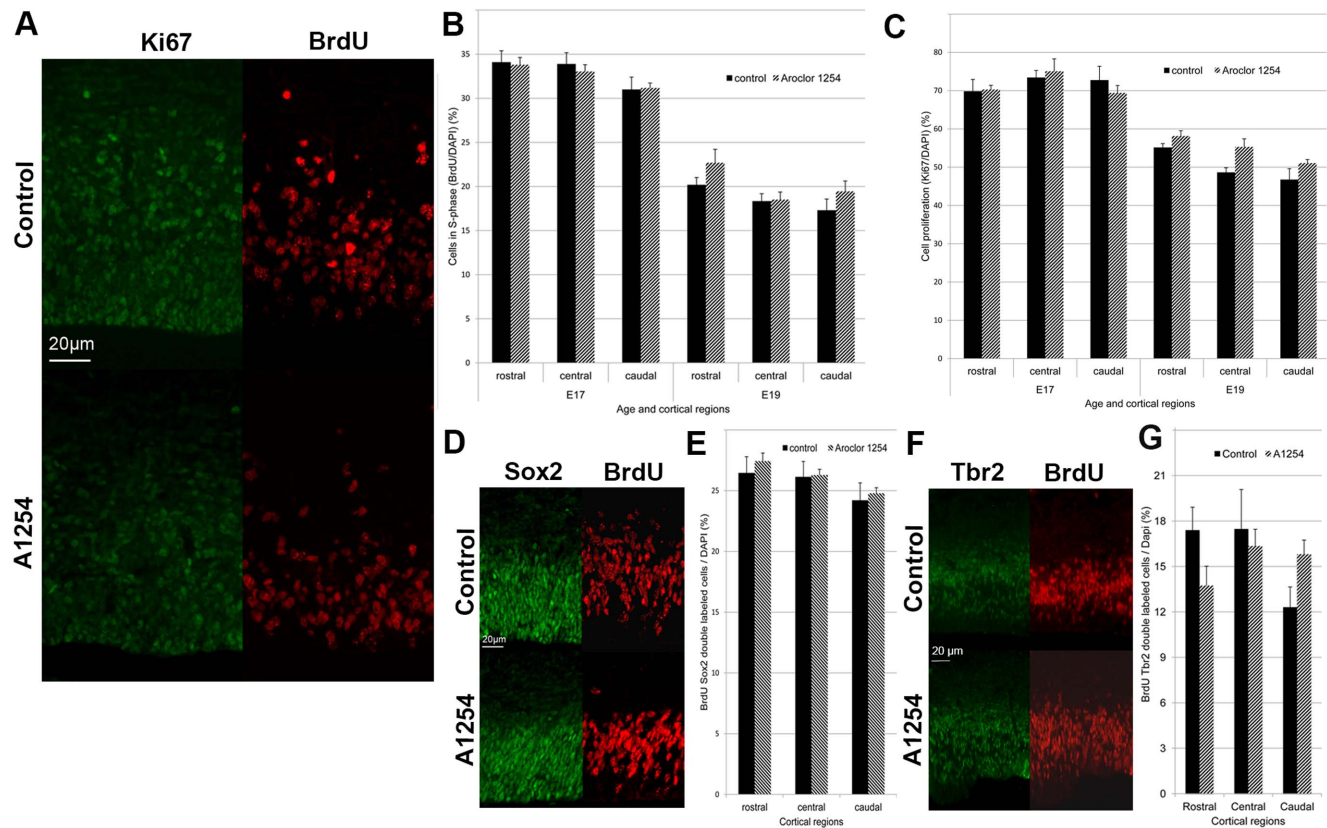 A
Ki67 BrdU
Control
20µm
A1254
B
Cells in S-phase (BrdU/DAPI) (%)
35
30
25
20
15
10
5
0
control Aroclor 1254
rostral central caudal rostral central caudal
E17 E19
Age and cortical regions
C
Cell proliferation (Ki67/DAPI) (%)
80
70
60
50
40
30
20
10
0
control Aroclor 1254
rostral central caudal rostral central caudal
E17 E19
Age and cortical regions
D
Sox2 BrdU
Control
20µm
A1254
E
BrdU Sox2 double labeled cells / DAPI (%)
control Aroclor 1254
25
20
15
10
5
0
rostral central caudal
Cortical regions
F
Tbr2 BrdU
Control
20 µm
A1254
G
BrdU Tbr2 double labeled cells / Dapi (%)
Control A1254
21
18
15
12
9
6
3
0
Rostral Central Caudal
Cortical regions